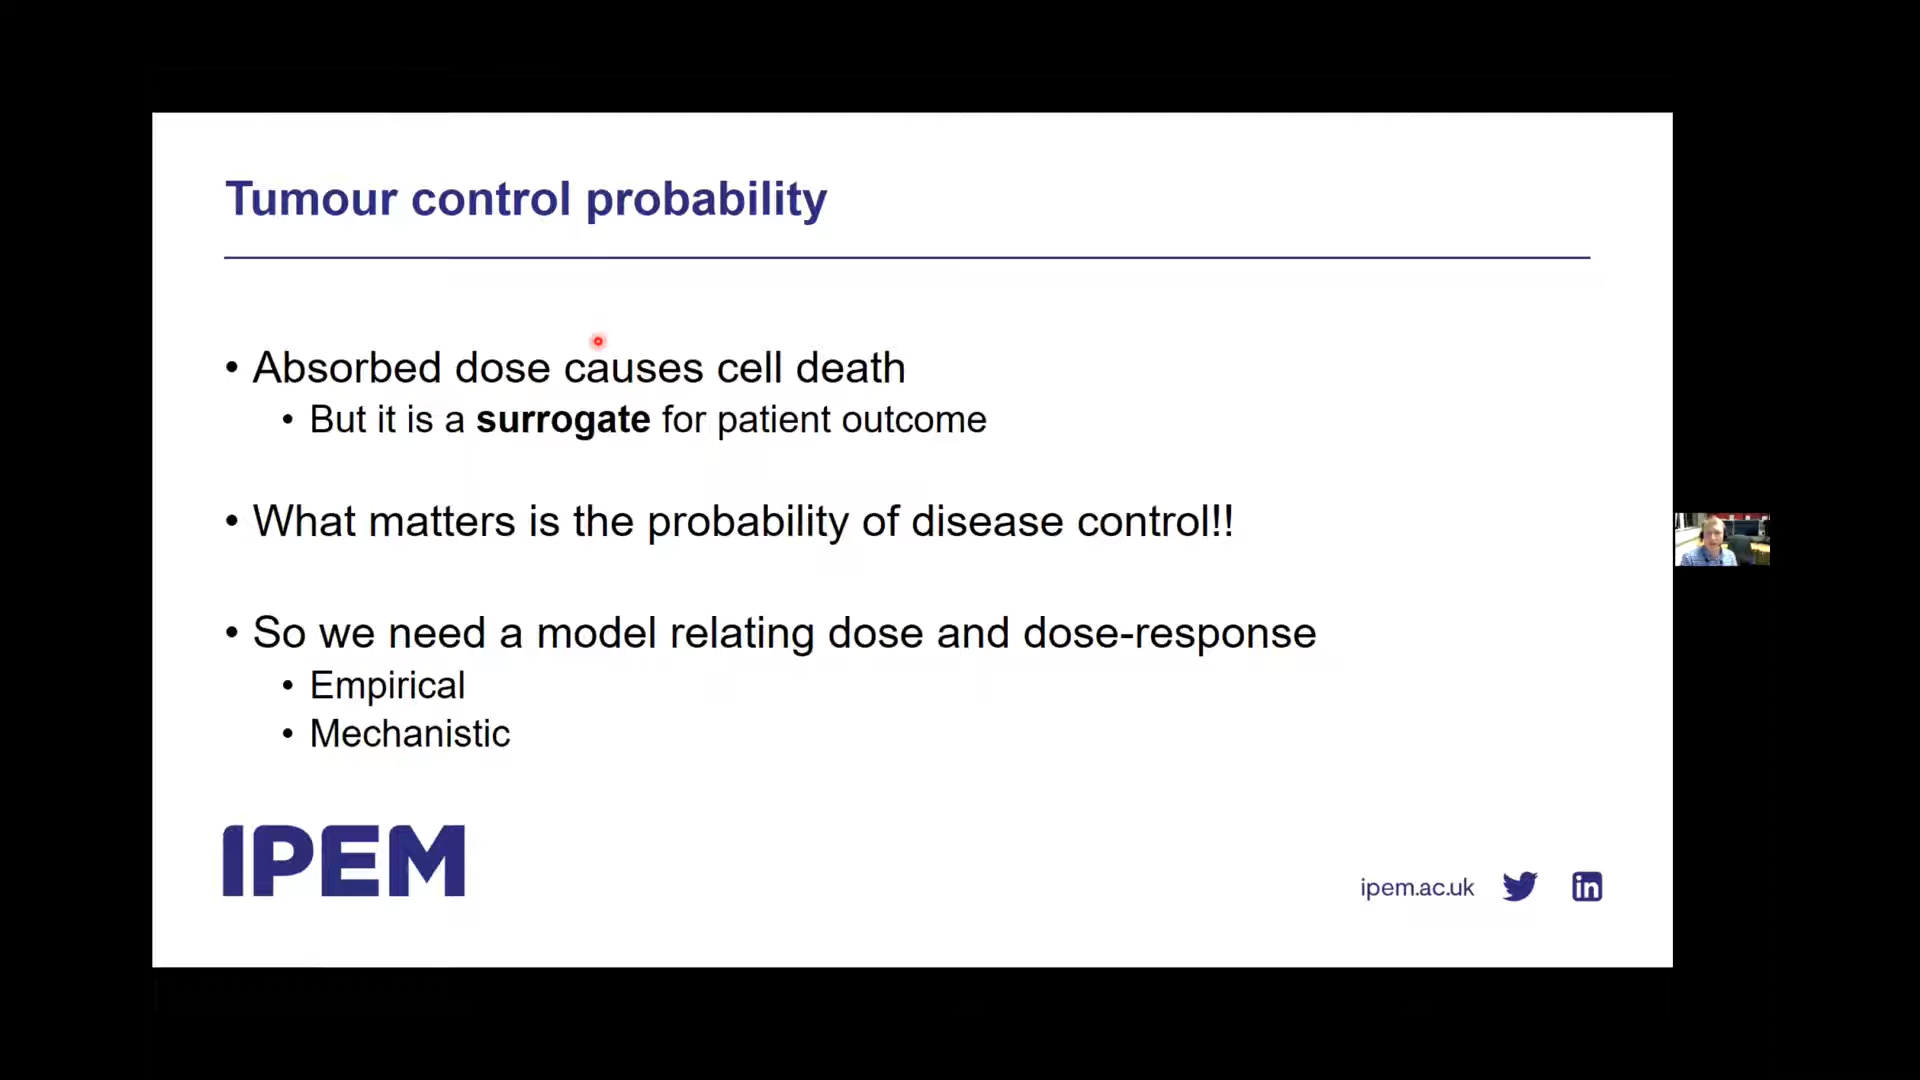 Tumour control probability
• Absorbed dose causes cell death
• But it is a surrogate for patient outcome
• What matters is the probability of disease control!!
• So we need a model relating dose and dose-response
• Empirical
• Mechanistic
IPEM
ipem.ac.uk
in